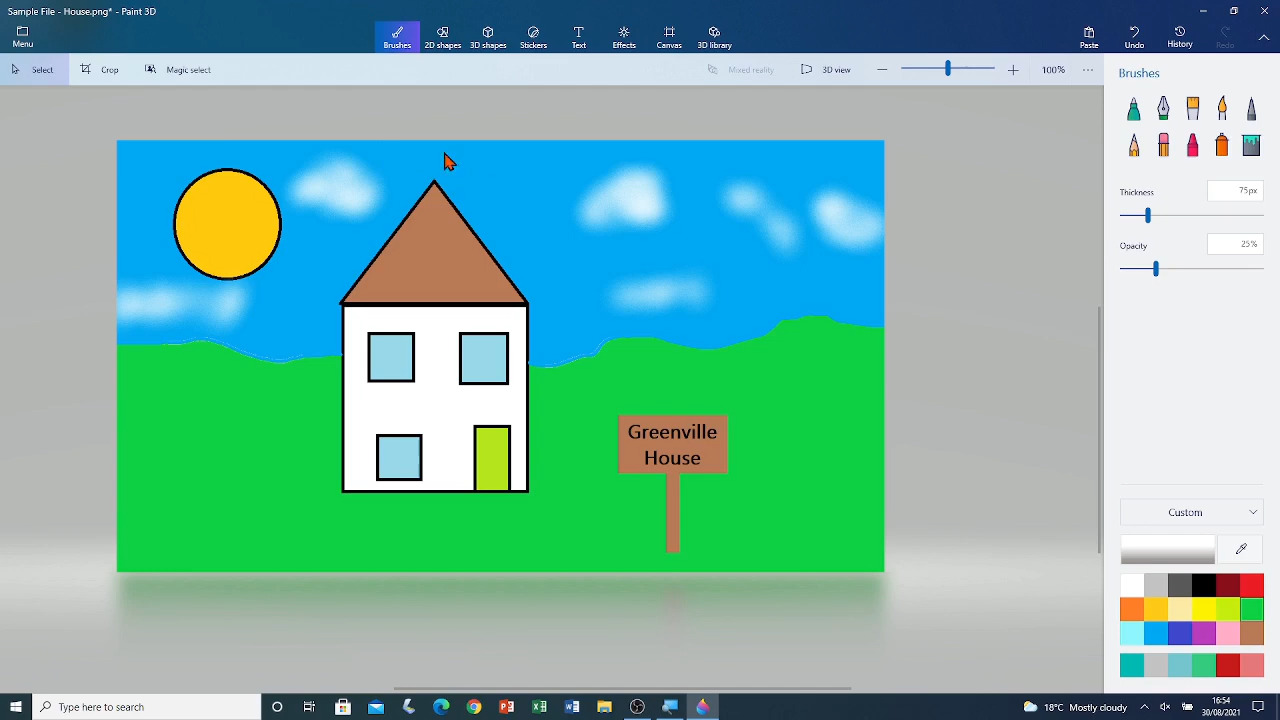 Sample File - House.png* - Paint 3D
Menu
Brushes
2D shapes
3D shapes
Stickers
Text
Effects
Canvas
3D library
Paste
Undo
History
Redo
Select
Crop
Magic select
Mixed reality
3D view
100%
Brushes
Thickness
75px
Opacity
25%
Greenville
House
Custom
Type here to search
18°C Mostly cloudy
16:54
30/08/2021